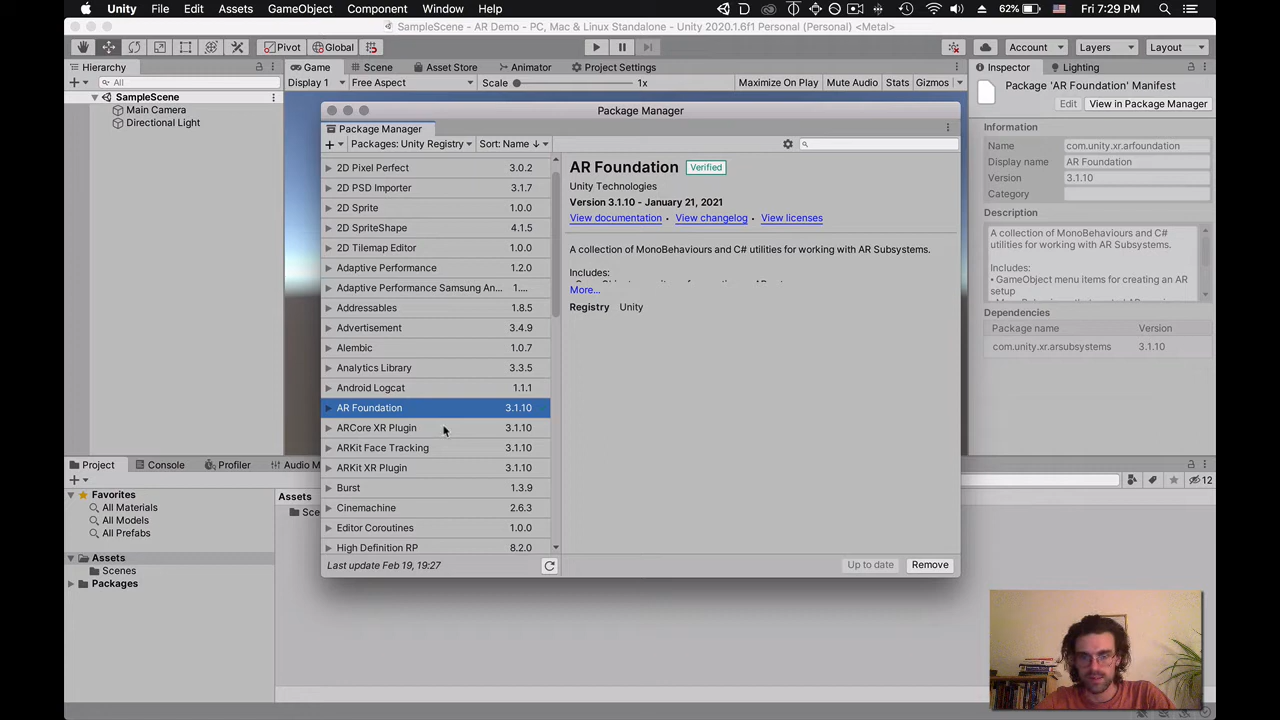 Unity File Edit Assets GameObject Component Window Help 62% Fri 7:29 PM
SampleScene - AR Demo - PC, Mac & Linux Standalone - Unity 2020.1.6f1 Personal (Personal) <Metal>
Pivot Global Account Layers Layout
Hierarchy Game Scene Asset Store Animator Project Settings Inspector Lighting
All Display 1 Free Aspect Scale 1x Maximize On Play Mute Audio Stats Gizmos
Package 'AR Foundation' Manifest
Edit View in Package Manager
SampleScene
Main Camera
Directional Light
Package Manager
Package Manager
Packages: Unity Registry Sort: Name ↓
2D Pixel Perfect 3.0.2
2D PSD Importer 3.1.7
2D Sprite 1.0.0
2D SpriteShape 4.1.5
2D Tilemap Editor 1.0.0
Adaptive Performance 1.2.0
Adaptive Performance Samsung An... 1....
Addressables 1.8.5
Advertisement 3.4.9
Alembic 1.0.7
Analytics Library 3.3.5
Android Logcat 1.1.1
AR Foundation 3.1.10
ARCore XR Plugin 3.1.10
ARKit Face Tracking 3.1.10
ARKit XR Plugin 3.1.10
Burst 1.3.9
Cinemachine 2.6.3
Editor Coroutines 1.0.0
High Definition RP 8.2.0
Last update Feb 19, 19:27
AR Foundation Verified
Unity Technologies
Version 3.1.10 - January 21, 2021
View documentation • View changelog • View licenses
A collection of MonoBehaviours and C# utilities for working with AR Subsystems.
Includes:
More...
Registry Unity
Up to date Remove
Information
Name com.unity.xr.arfoundation
Display name AR Foundation
Version 3.1.10
Category
Description
A collection of MonoBehaviours and C#
utilities for working with AR Subsystems.
Includes:
• GameObject menu items for creating an AR
setup
Dependencies
Package name Version
com.unity.xr.arsubsystems 3.1.10
Project Console Profiler Audio M
12
Favorites
All Materials
All Models
All Prefabs
Assets
Scenes
Packages
Assets
Sce